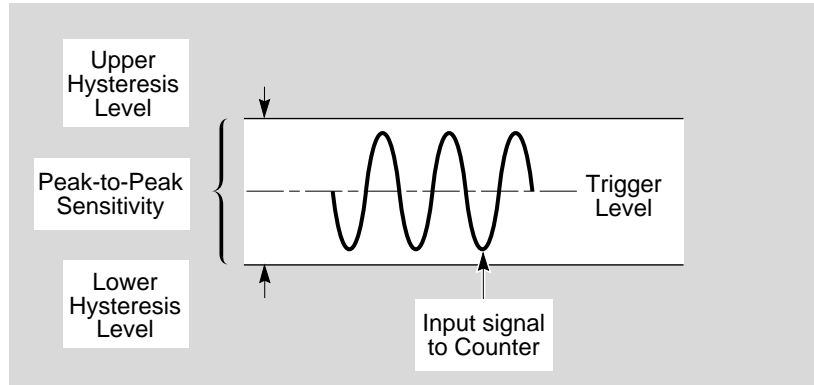 Upper
Hysteresis
Level
Peak-to-Peak
Sensitivity
Trigger
Level
Lower
Hysteresis
Level
Input signal
to Counter